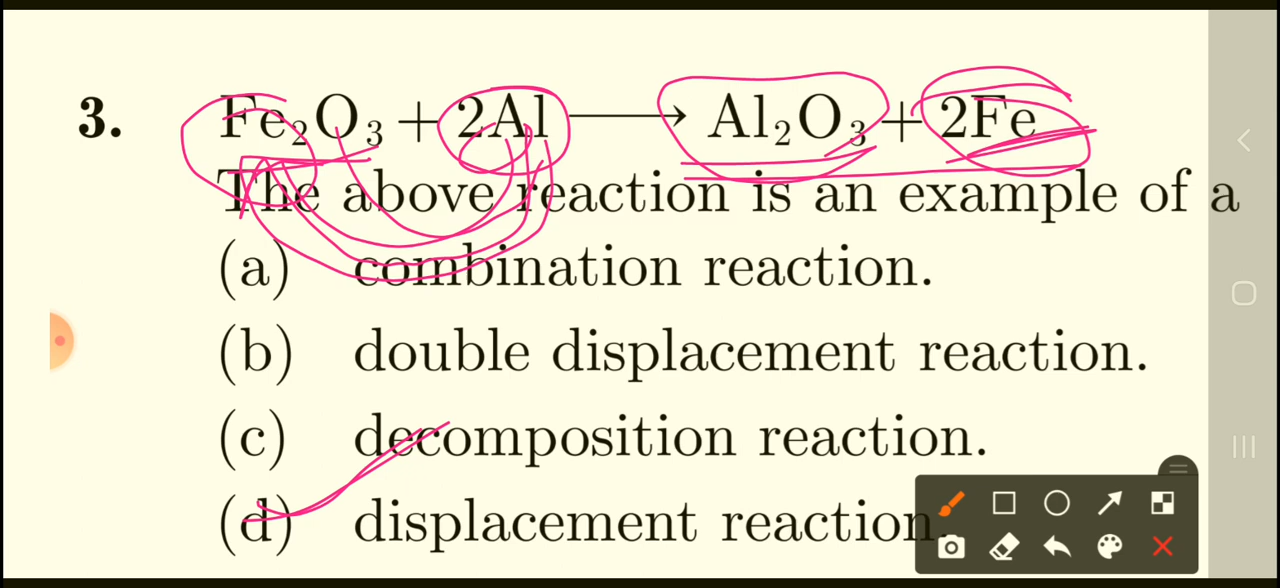 3. Fe₂O₃ + 2Al ⟶ Al₂O₃ + 2Fe
The above reaction is an example of a
(a) combination reaction.
(b) double displacement reaction.
(c) decomposition reaction.
(d) displacement reaction.